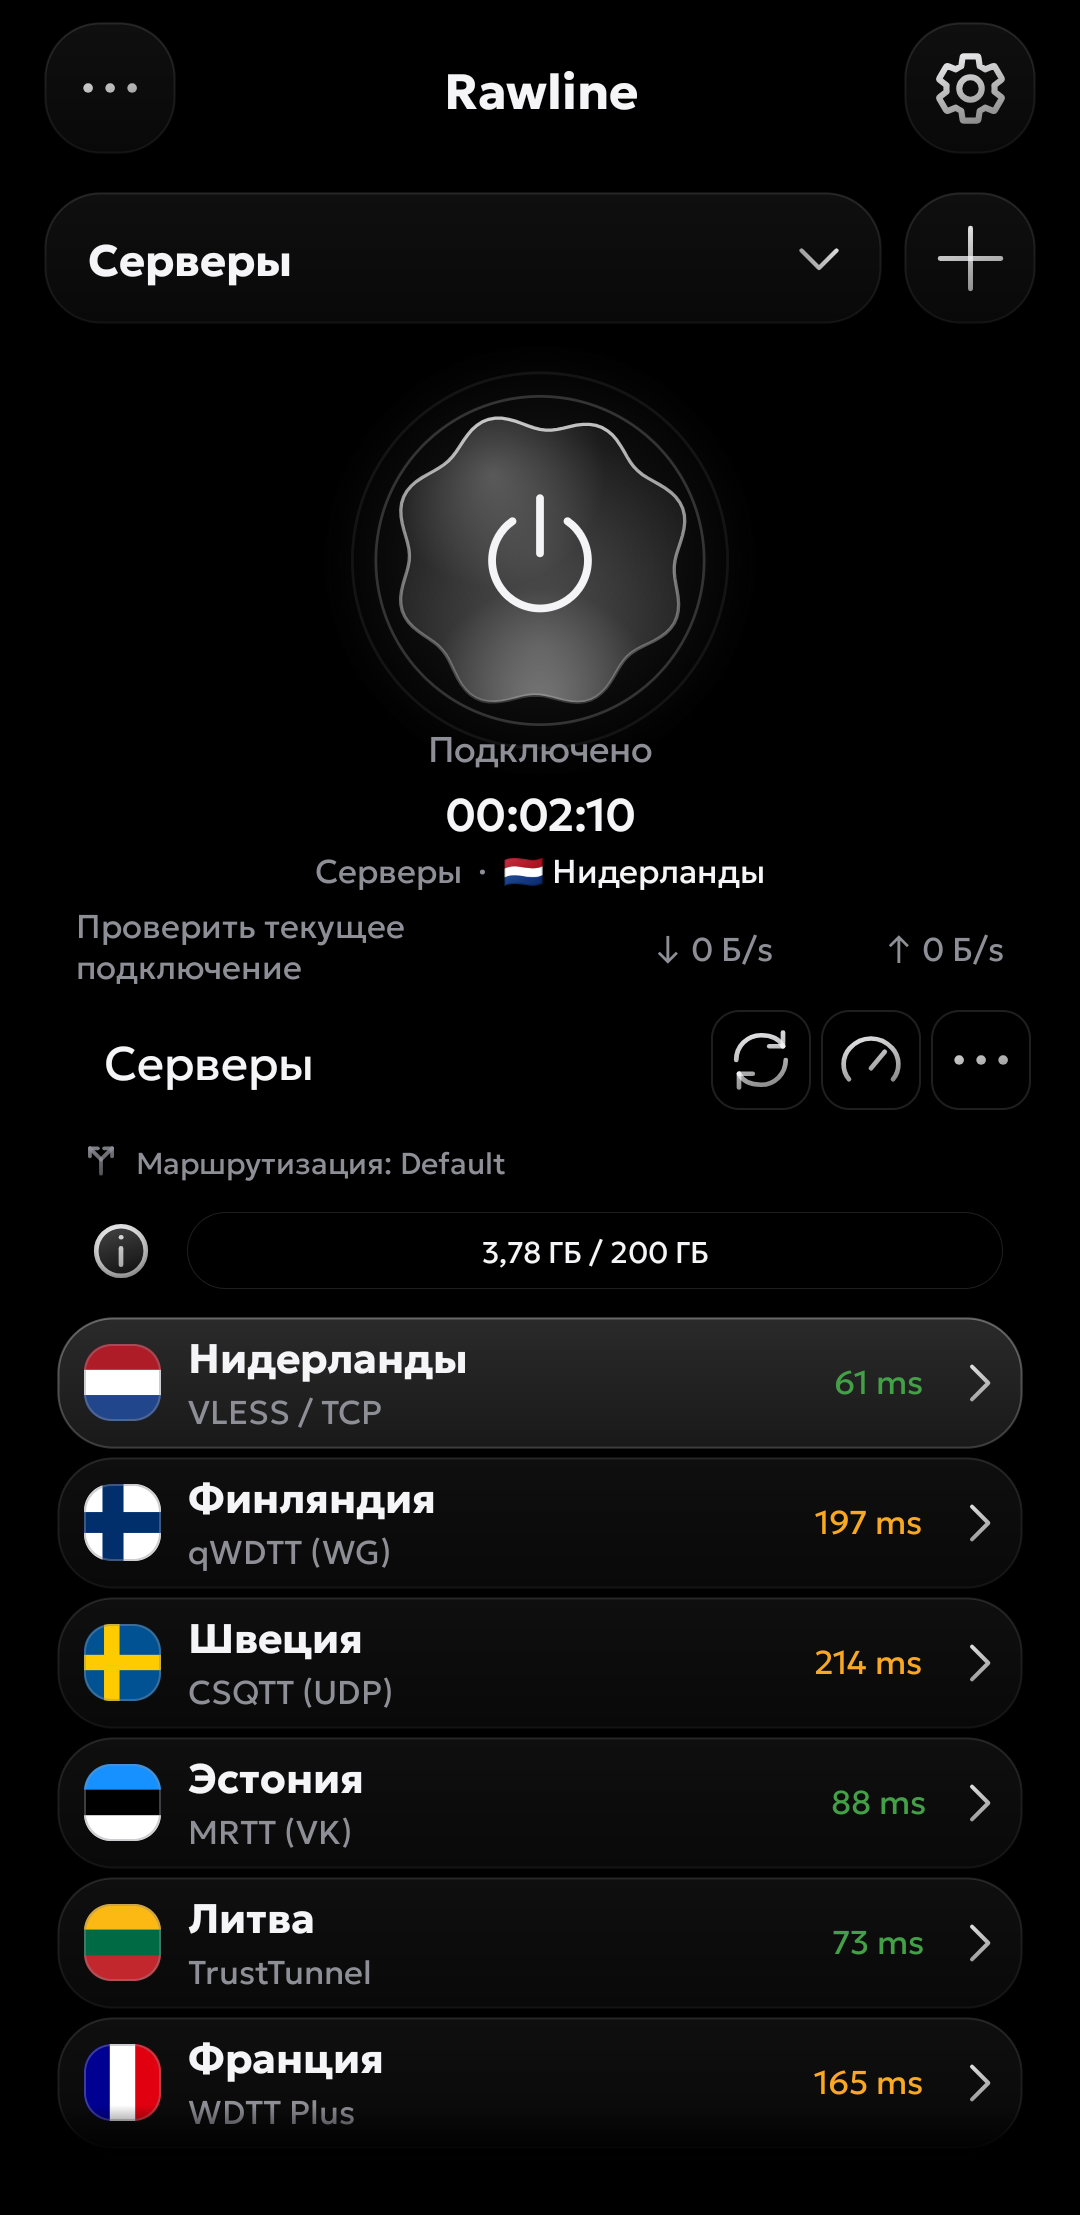 Rawline
Серверы
Подключено
00:02:10
Серверы · Нидерланды
Проверить текущее
подключение
↓ 0 Б/s
↑ 0 Б/s
Серверы
Маршрутизация: Default
3,78 ГБ / 200 ГБ
Нидерланды
VLESS / TCP
61 ms
Финляндия
qWDTT (WG)
197 ms
Швеция
CSQTT (UDP)
214 ms
Эстония
MRTT (VK)
88 ms
Литва
TrustTunnel
73 ms
Франция
WDTT Plus
165 ms